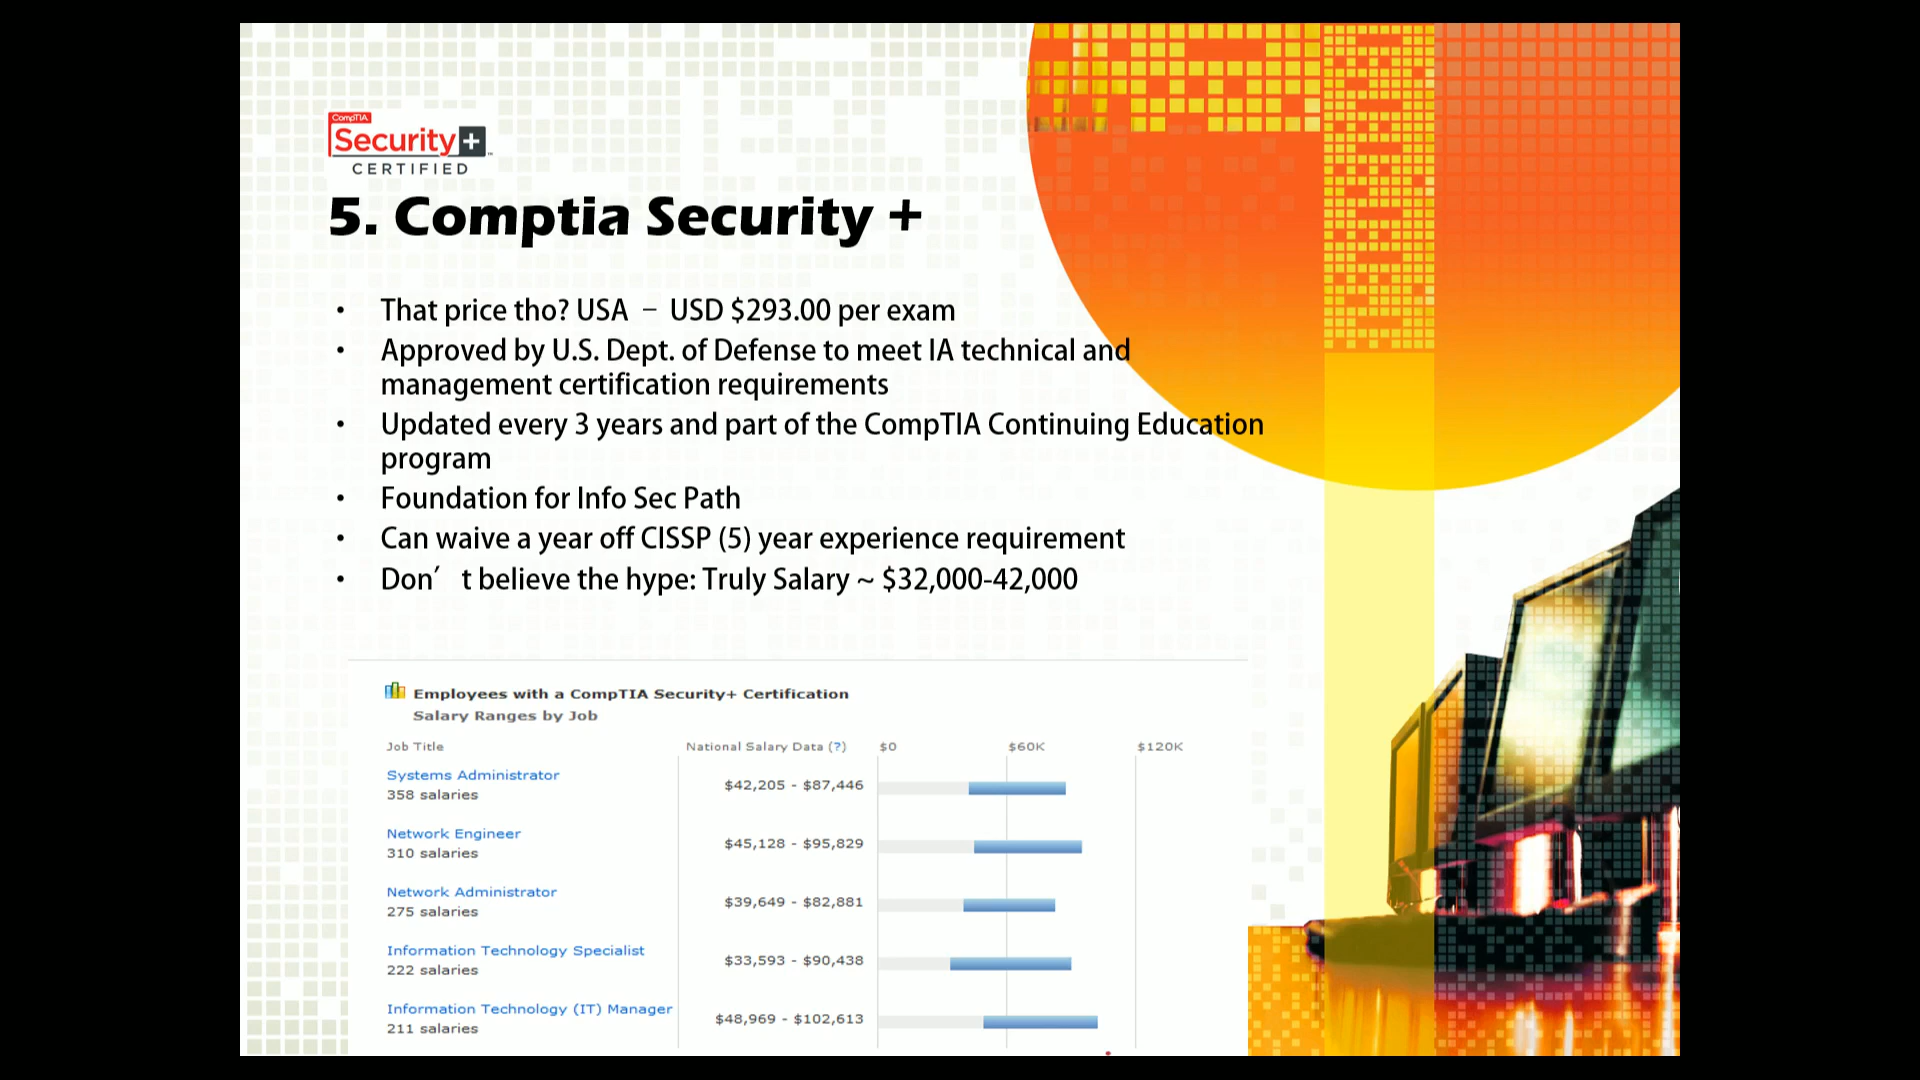 CompTIA
Security+
CERTIFIED
5. Comptia Security +
• That price tho? USA – USD $293.00 per exam
• Approved by U.S. Dept. of Defense to meet IA technical and
management certification requirements
• Updated every 3 years and part of the CompTIA Continuing Education
program
• Foundation for Info Sec Path
• Can waive a year off CISSP (5) year experience requirement
• Don′ t believe the hype: Truly Salary ~ $32,000-42,000
Employees with a CompTIA Security+ Certification
Salary Ranges by Job
Job Title National Salary Data (?) $0 $60K $120K
Systems Administrator
358 salaries
$42,205 - $87,446
Network Engineer
310 salaries
$45,128 - $95,829
Network Administrator
275 salaries
$39,649 - $82,881
Information Technology Specialist
222 salaries
$33,593 - $90,438
Information Technology (IT) Manager
211 salaries
$48,969 - $102,613